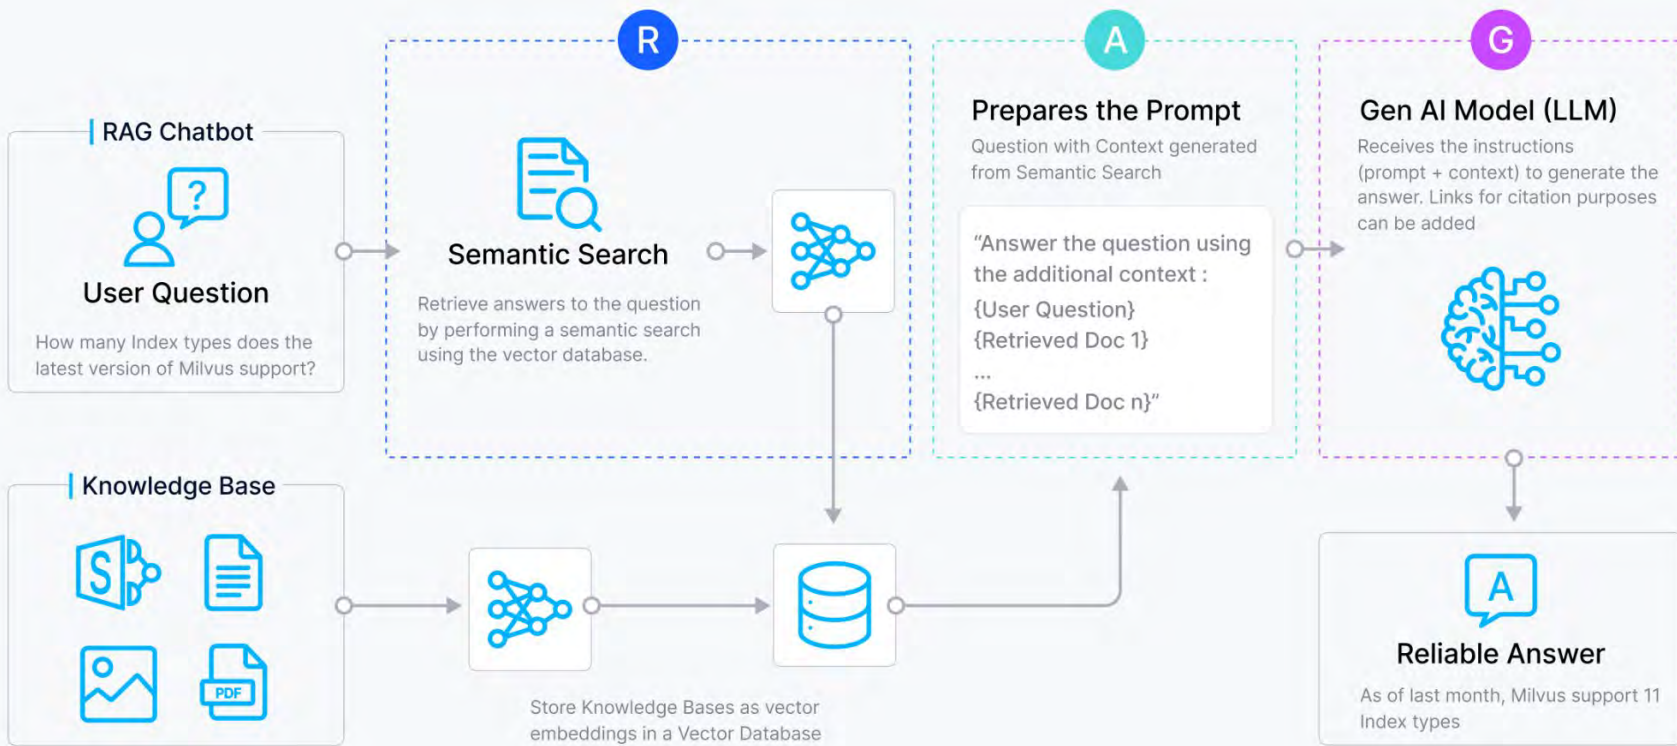 R
A
G
RAG Chatbot
?
User Question
How many Index types does the
latest version of Milvus support?
Semantic Search
Retrieve answers to the question
by performing a semantic search
using the vector database.
Prepares the Prompt
Question with Context generated
from Semantic Search
“Answer the question using
the additional context :
{User Question}
{Retrieved Doc 1}
...
{Retrieved Doc n}”
Gen AI Model (LLM)
Receives the instructions
(prompt + context) to generate the
answer. Links for citation purposes
can be added
Knowledge Base
S
PDF
Store Knowledge Bases as vector
embeddings in a Vector Database
A
Reliable Answer
As of last month, Milvus support 11
Index types